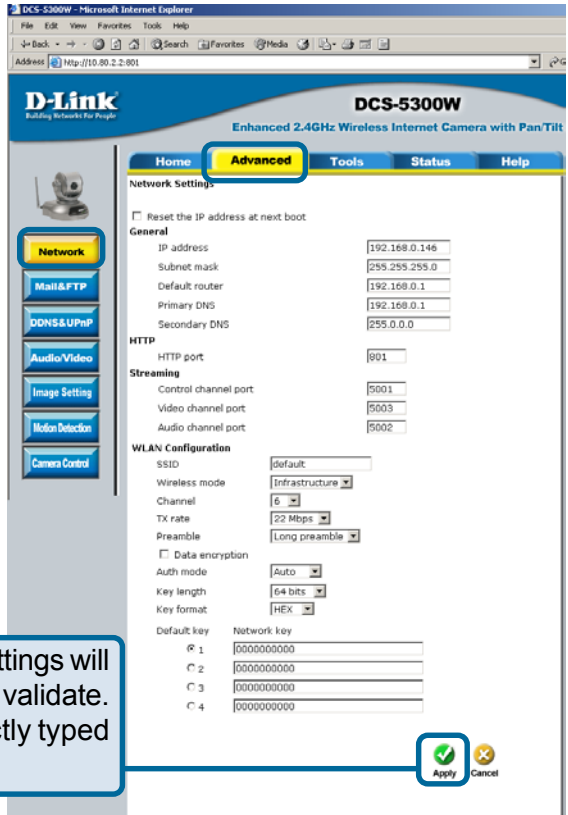 DCS-5300W - Microsoft Internet Explorer
File Edit View Favorites Tools Help
Back Search Favorites Media
Address http://10.80.2.2:801
D-Link
Building Networks For People
DCS-5300W
Enhanced 2.4GHz Wireless Internet Camera with Pan/Tilt
Home Advanced Tools Status Help
Network
Mail&FTP
DDNS&UPnP
Audio/Video
Image Setting
Motion Detection
Camera Control
Network Settings
Reset the IP address at next boot
General
IP address 192.168.0.146
Subnet mask 255.255.255.0
Default router 192.168.0.1
Primary DNS 192.168.0.1
Secondary DNS 255.0.0.0
HTTP
HTTP port 801
Streaming
Control channel port 5001
Video channel port 5003
Audio channel port 5002
WLAN Configuration
SSID default
Wireless mode Infrastructure
Channel 6
TX rate 22 Mbps
Preamble Long preamble
Data encryption
Auth mode Auto
Key length 64 bits
Key format HEX
Default key Network key
1 0000000000
2 0000000000
3 0000000000
4 0000000000
ttings will
validate.
ctly typed
Apply Cancel